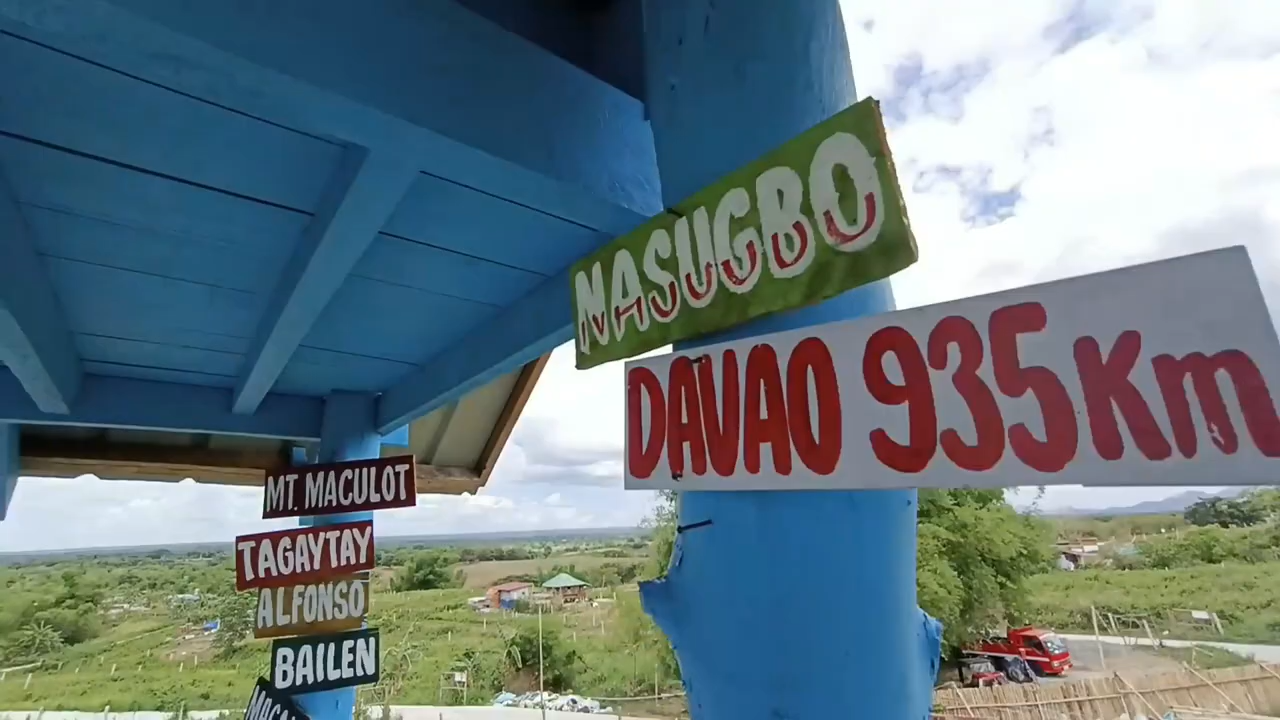 NASUGBO
DAVAO 935Km
MT. MACULOT
TAGAYTAY
ALFONSO
BAILEN